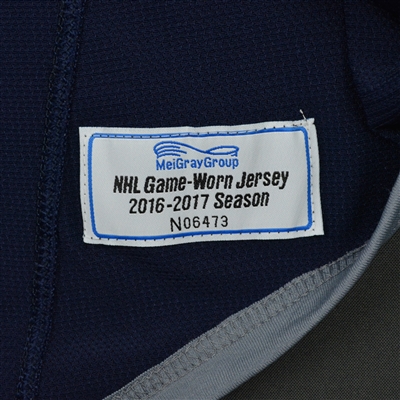 MeiGrayGroup
NHL Game-Worn Jersey
2016-2017 Season
N06473